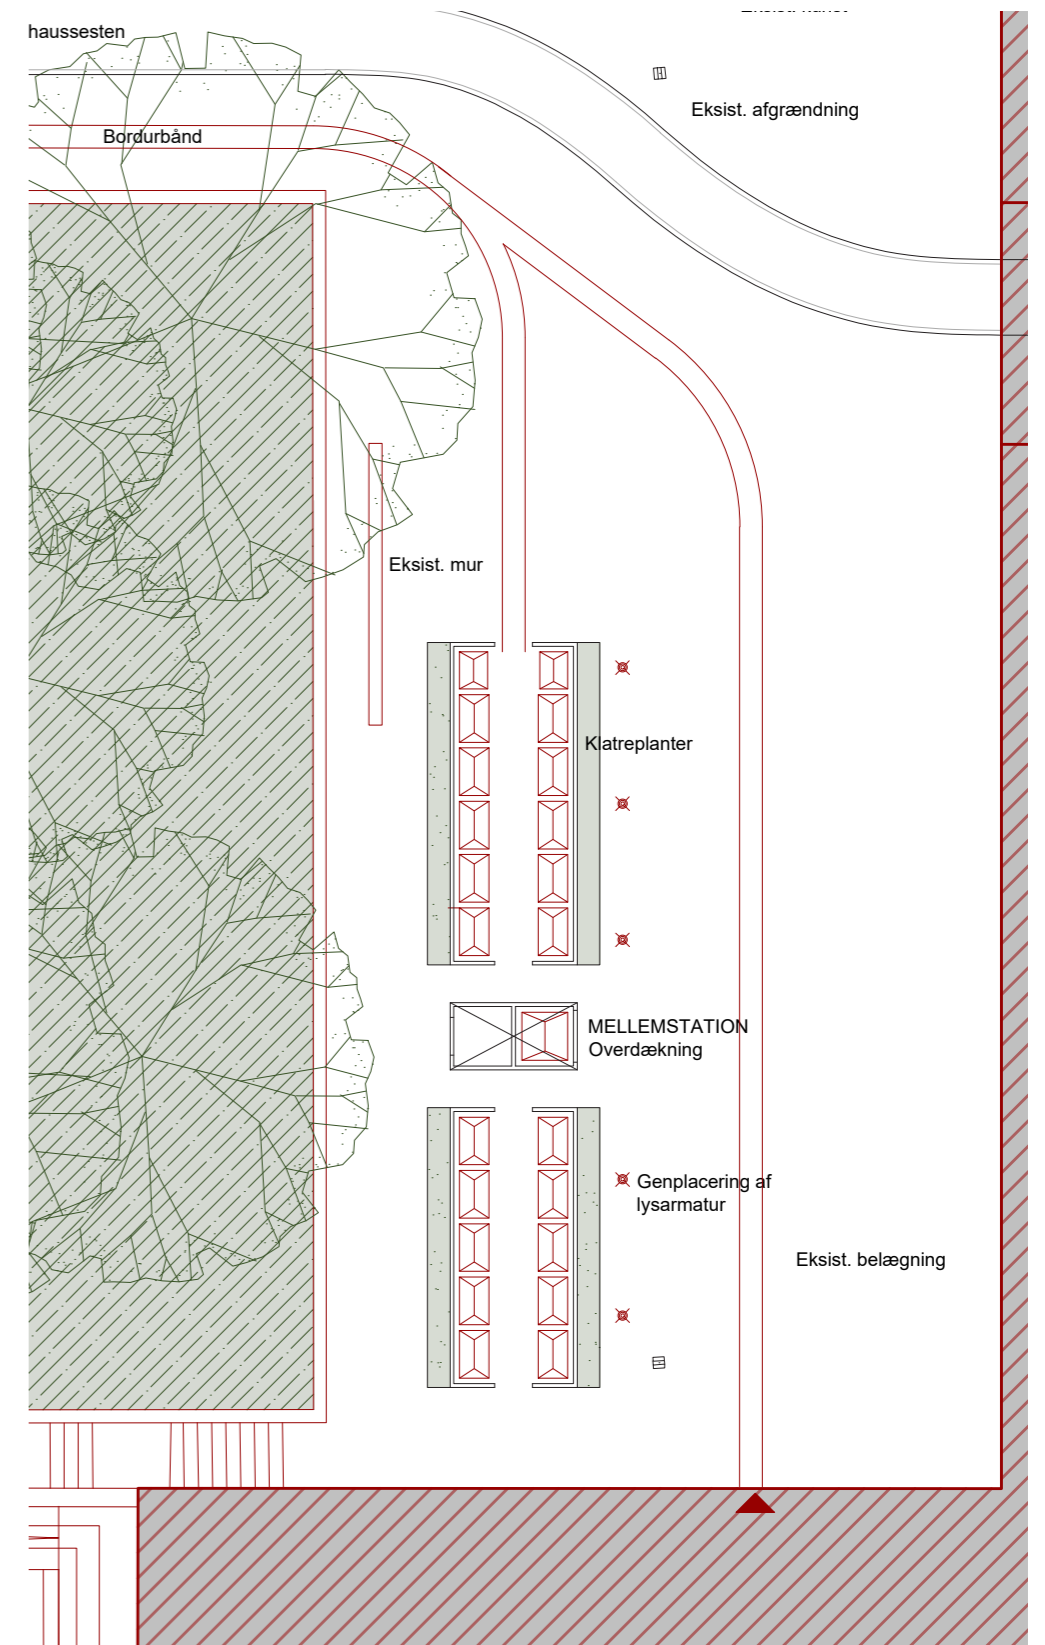 haussesten
Eksist. afgrændning
Bordurbånd
Eksist. mur
Klatreplanter
MELLEMSTATION
Overdækning
Genplacering af
lysarmatur
Eksist. belægning